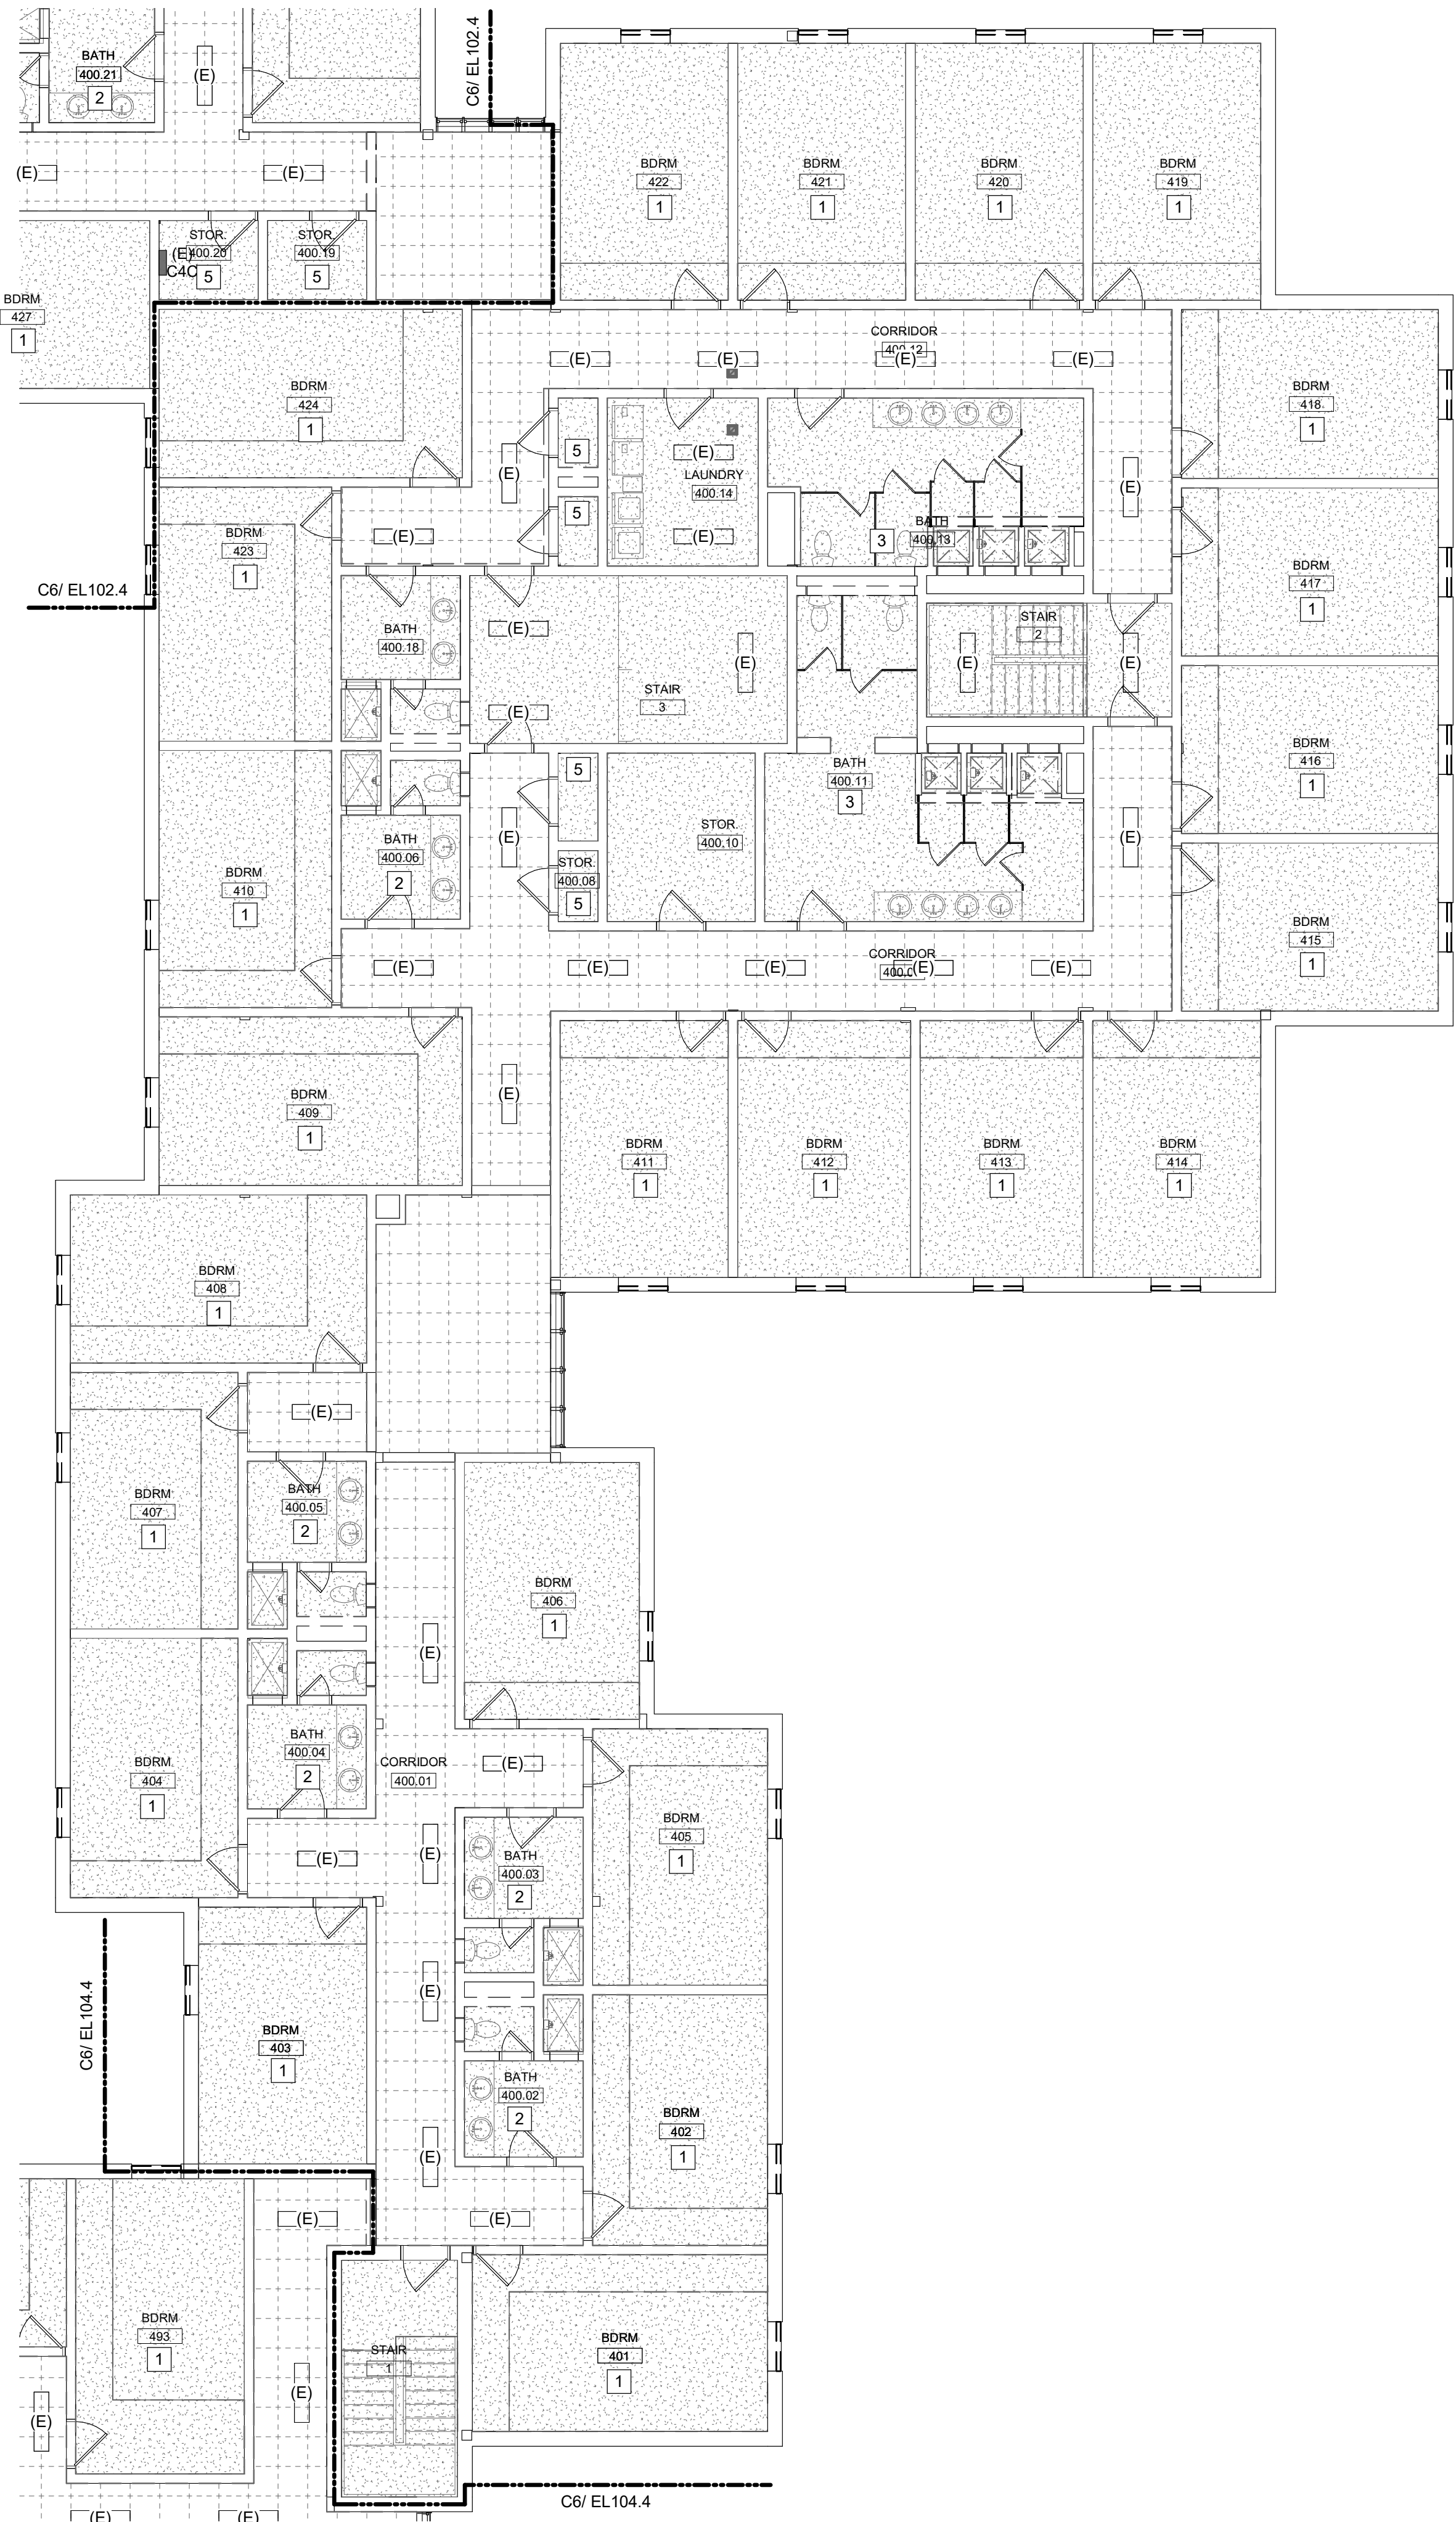 C6/ EL102.4
BATH
400.21
2
(E)
(E)
(E)
BDRM
422
1
BDRM
421
1
BDRM
420
1
BDRM
419
1
STOR.
400.20
(E)
C4C
5
STOR.
400.19
5
BDRM
427
1
CORRIDOR
(E)
(E)
(E)
(E)
BDRM
424
1
BDRM
418
1
5
(E)
(E)
LAUNDRY
400.14
(E)
5
(E)
(E)
BDRM
423
1
3
BATH
400.13
BDRM
417
1
C6/ EL102.4
BATH
400.18
(E)
STAIR
2
(E)
(E)
(E)
STAIR
3
(E)
BDRM
416
1
5
BATH
400.11
3
BATH
400.06
2
(E)
STOR.
400.10
(E)
STOR.
400.08
5
BDRM
410
1
BDRM
415
1
CORRIDOR
(E)
(E)
(E)
(E)
(E)
BDRM
409
1
(E)
BDRM
411
1
BDRM
412
1
BDRM
413
1
BDRM
414
1
BDRM
408
1
(E)
BATH
400.05
2
BDRM
407
1
BDRM
406
1
(E)
BATH
400.04
2
CORRIDOR
400.01
(E)
BDRM
404
1
BDRM
405
1
(E)
(E)
BATH
400.03
2
C6/ EL104.4
(E)
BDRM
403
1
BATH
400.02
2
BDRM
402
1
(E)
(E)
(E)
BDRM
493
1
STAIR
1
BDRM
401
1
(E)
(E)
C6/ EL104.4
(E)
(E)